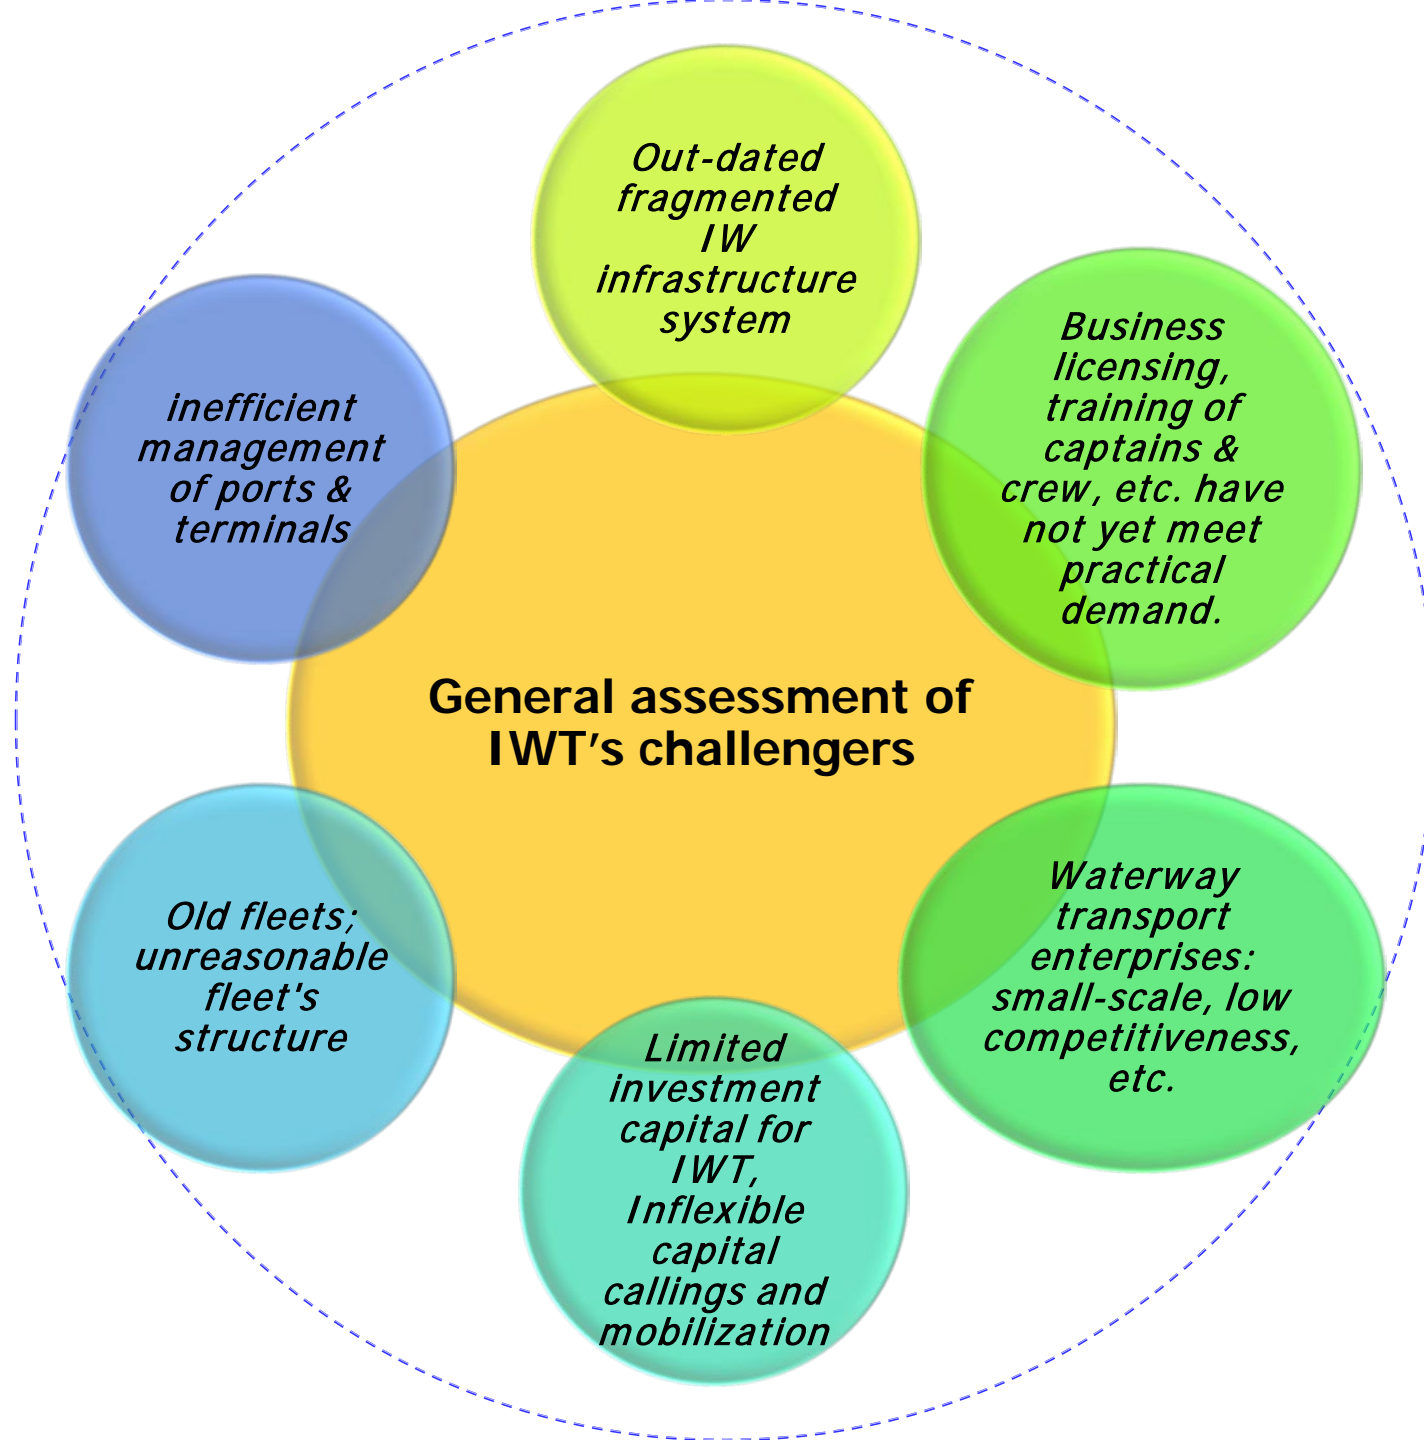 Out-dated
fragmented
IW
infrastructure
system
Business
licensing,
training of
captains &
crew, etc. have
not yet meet
practical
demand.
Waterway
transport
enterprises:
small-scale, low
competitiveness,
etc.
Limited
investment
capital for
IWT,
Inflexible
capital
callings and
mobilization
Old fleets;
unreasonable
fleet's
structure
inefficient
management
of ports &
terminals
General assessment of
IWT’s challengers